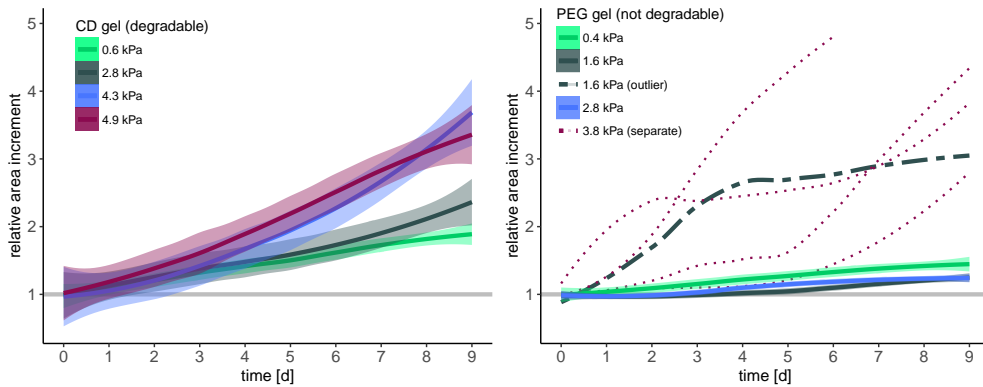 CD gel (degradable)
0.6 kPa
2.8 kPa
4.3 kPa
4.9 kPa
relative area increment
5
4
3
2
1
0 1 2 3 4 5 6 7 8 9
time [d]
PEG gel (not degradable)
0.4 kPa
1.6 kPa
1.6 kPa (outlier)
2.8 kPa
3.8 kPa (separate)
relative area increment
5
4
3
2
1
0 1 2 3 4 5 6 7 8 9
time [d]